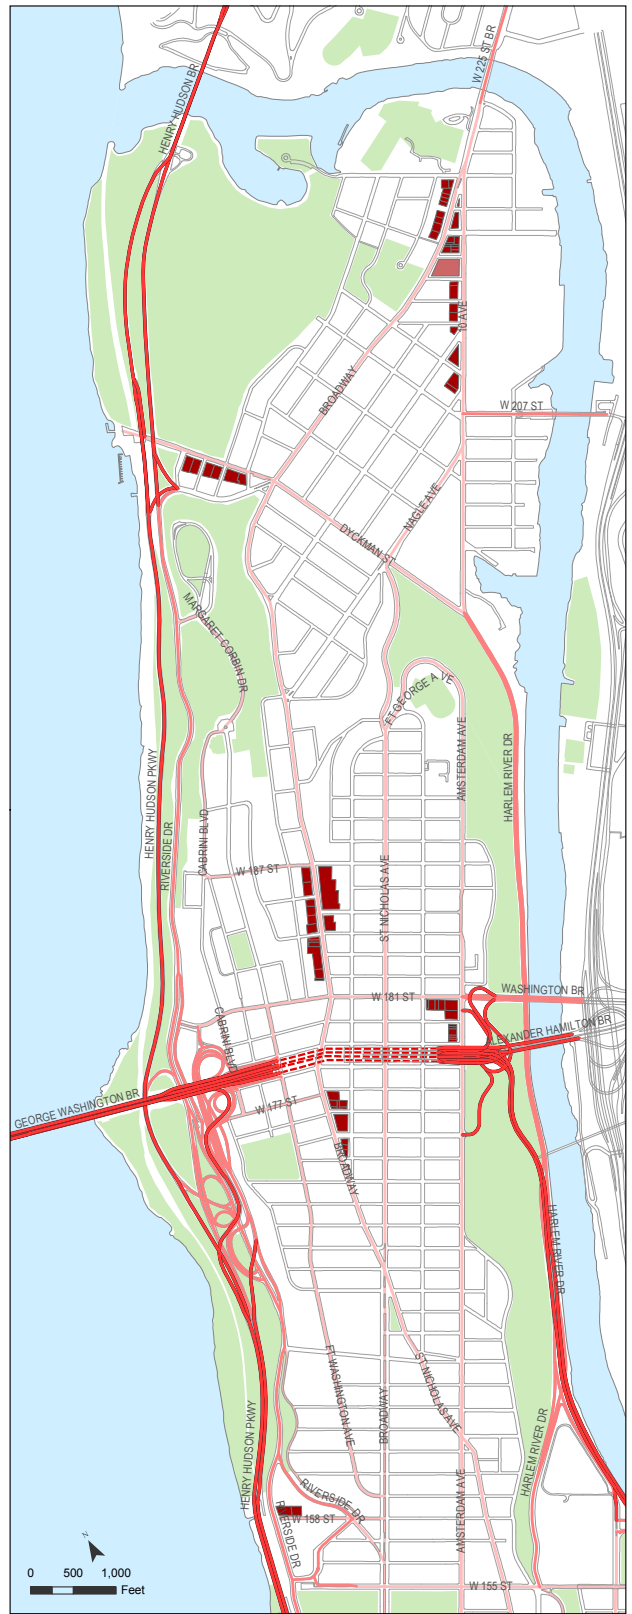 W 225 ST BR
HENRY HUDSON BR
10 AVE
BROADWAY
W 207 ST
NAGLE AVE
DYCKMAN ST
MARGARET CORBIN DR
FT GEORGE A VE
AMSTERDAM AVE
HARLEM RIVER DR
HENRY HUDSON PKWY
RIVERSIDE DR
CABRINI BLVD
W 187 ST
ST NICHOLAS AVE
WASHINGTON BR
W 181 ST
CABRINI BLVD
ALEXANDER HAMILTON BR
GEORGE WASHINGTON BR
W 177 ST
BROADWAY
HARLEM RIVER DR
FT WASHINGTON AVE
ST NICHOLAS AVE
BROADWAY
HENRY HUDSON PKWY
HARLEM RIVER DR
AMSTERDAM AVE
RIVERSIDE DR
W 158 ST
RIVERSIDE DR
W 155 ST
N
0 500 1,000
Feet